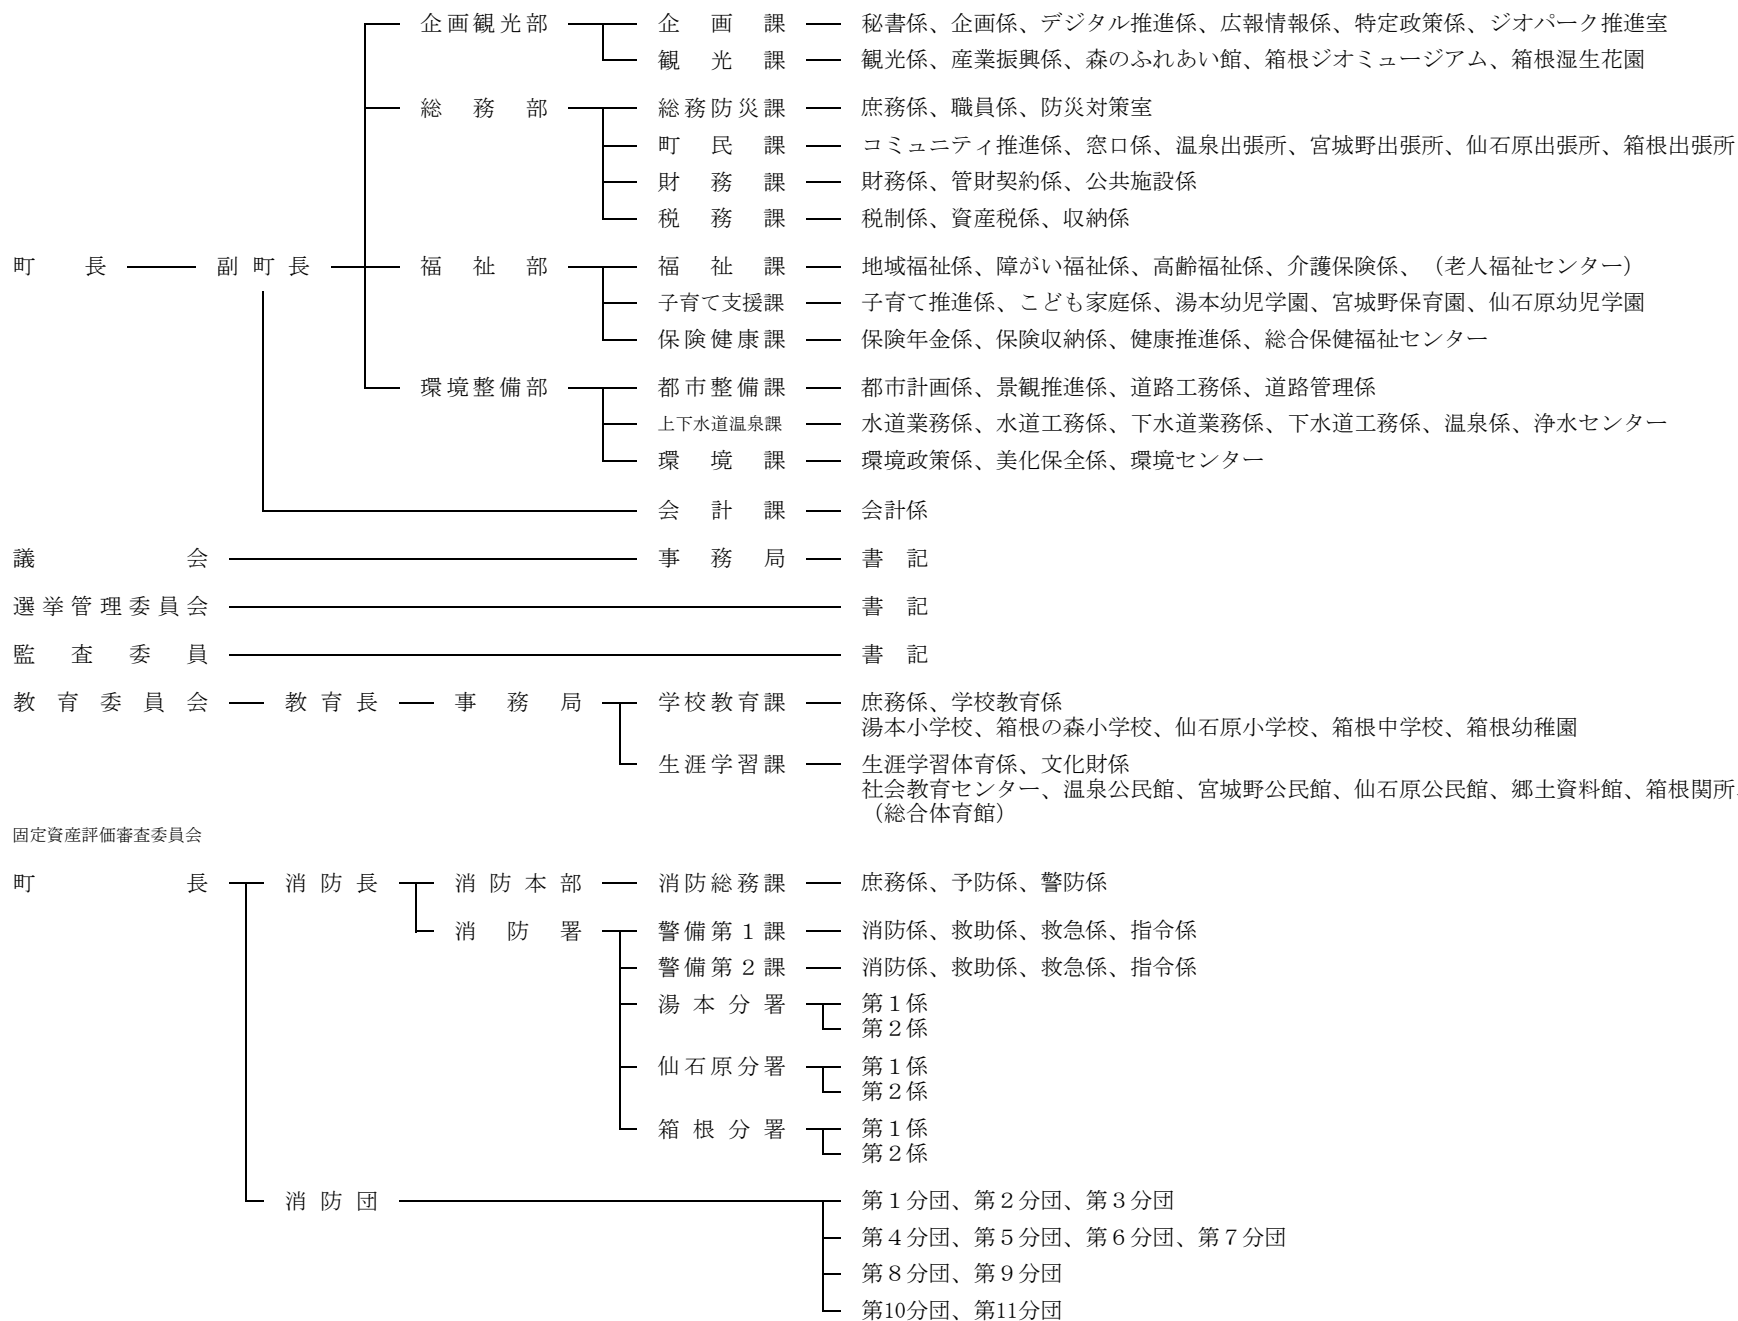 企画観光部 企画課 秘書係、企画係、デジタル推進係、広報情報係、特定政策係、ジオパーク推進室
観光課 観光係、産業振興係、森のふれあい館、箱根ジオミュージアム、箱根湿生花園
総務部 総務防災課 庶務係、職員係、防災対策室
町民課 コミュニティ推進係、窓口係、温泉出張所、宮城野出張所、仙石原出張所、箱根出張所
財務課 財務係、管財契約係、公共施設係
税務課 税制係、資産税係、収納係
町長 副町長 福祉部 福祉課 地域福祉係、障がい福祉係、高齢福祉係、介護保険係、（老人福祉センター）
子育て支援課 子育て推進係、こども家庭係、湯本幼児学園、宮城野保育園、仙石原幼児学園
保険健康課 保険年金係、保険収納係、健康推進係、総合保健福祉センター
環境整備部 都市整備課 都市計画係、景観推進係、道路工務係、道路管理係
上下水道温泉課 水道業務係、水道工務係、下水道業務係、下水道工務係、温泉係、浄水センター
環境課 環境政策係、美化保全係、環境センター
会計課 会計係
議会 事務局 書記
選挙管理委員会 書記
監査委員 書記
教育委員会 教育長 事務局 学校教育課 庶務係、学校教育係
湯本小学校、箱根の森小学校、仙石原小学校、箱根中学校、箱根幼稚園
生涯学習課 生涯学習体育係、文化財係
社会教育センター、温泉公民館、宮城野公民館、仙石原公民館、郷土資料館、箱根関所、
（総合体育館）
固定資産評価審査委員会
町長 消防長 消防本部 消防総務課 庶務係、予防係、警防係
消防署 警備第１課 消防係、救助係、救急係、指令係
警備第２課 消防係、救助係、救急係、指令係
湯本分署 第１係
第２係
仙石原分署 第１係
第２係
箱根分署 第１係
第２係
消防団 第１分団、第２分団、第３分団
第４分団、第５分団、第６分団、第７分団
第８分団、第９分団
第10分団、第11分団